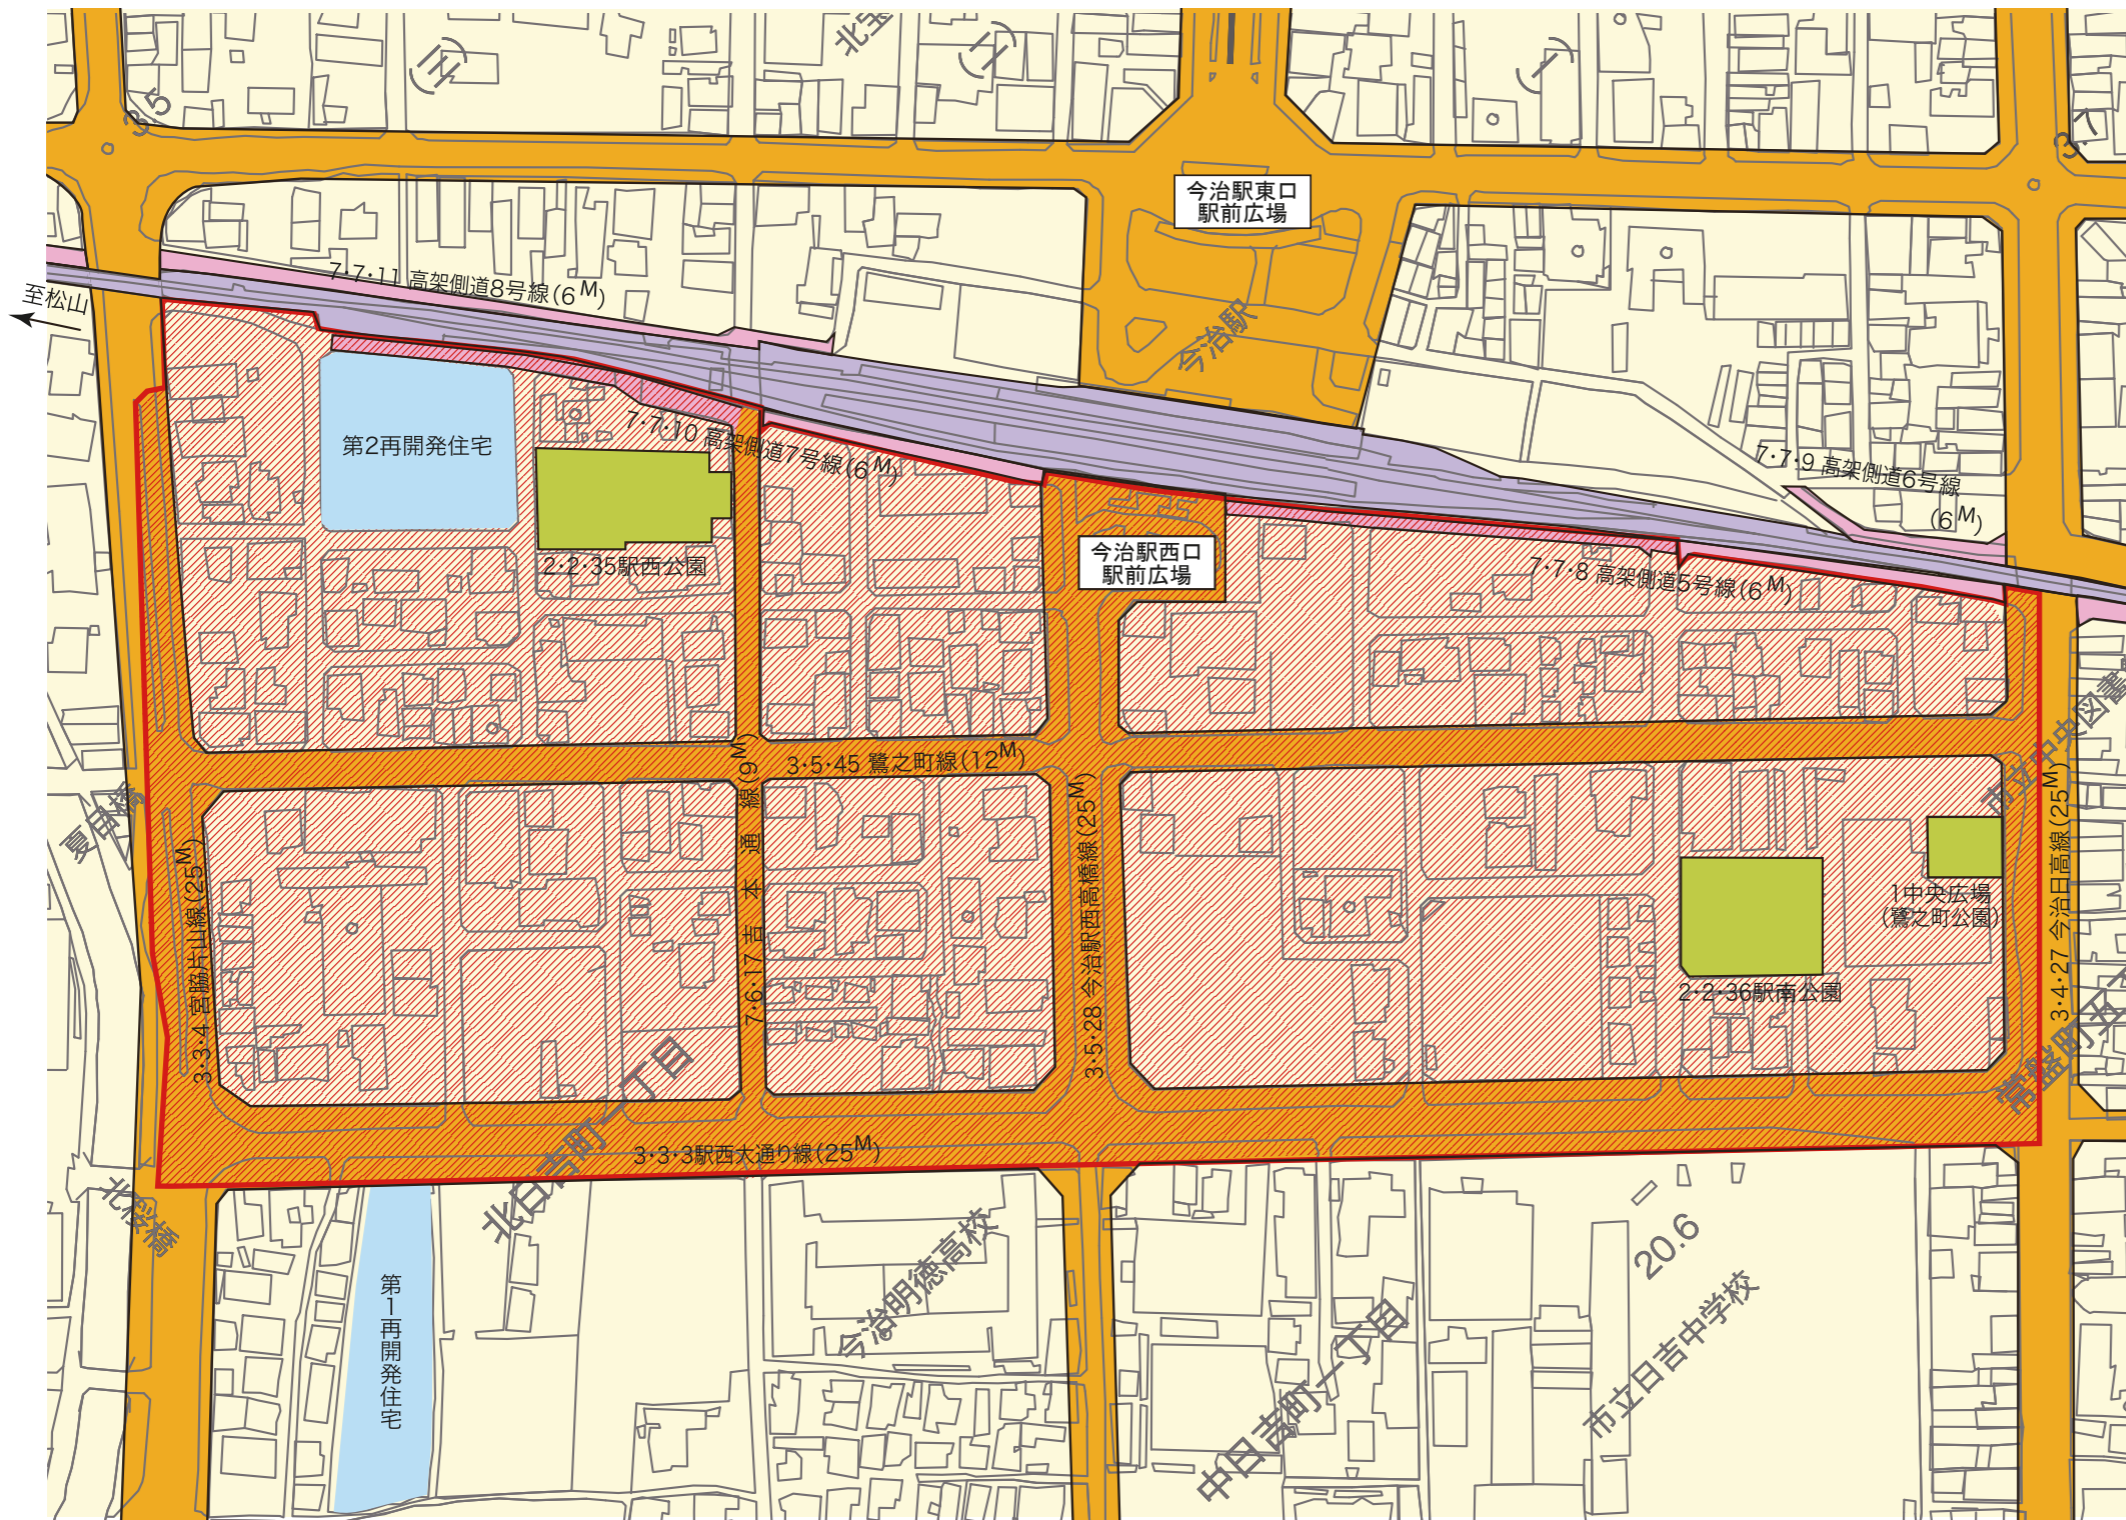 (三)
(二)
(一)
3.5
3.7
今治駅東口
駅前広場
7･7･11 高架側道8号線(6M)
至松山
今治駅
第2再開発住宅
7･7･10 高架側道7号線(6M)
7･7･9 高架側道6号線
(6M)
今治駅西口
駅前広場
2･2･35駅西公園
7･7･8 高架側道5号線(6M)
市立中央図書
3･5･45 鷺之町線(12M)
7･6･17 吉本通線(9M)
3･5･28 今治駅西高橋線(25M)
3･4･27 今治日高線(25M)
3･3･4 宮脇片山線(25M)
1中央広場
(鷺之町公園)
2･2･36駅南公園
常盤町五丁
北日吉町一丁目
3･3･3駅西大通り線(25M)
北桜橋
第1再開発住宅
今治明徳高校
中日吉町一丁目
20.6
市立日吉中学校